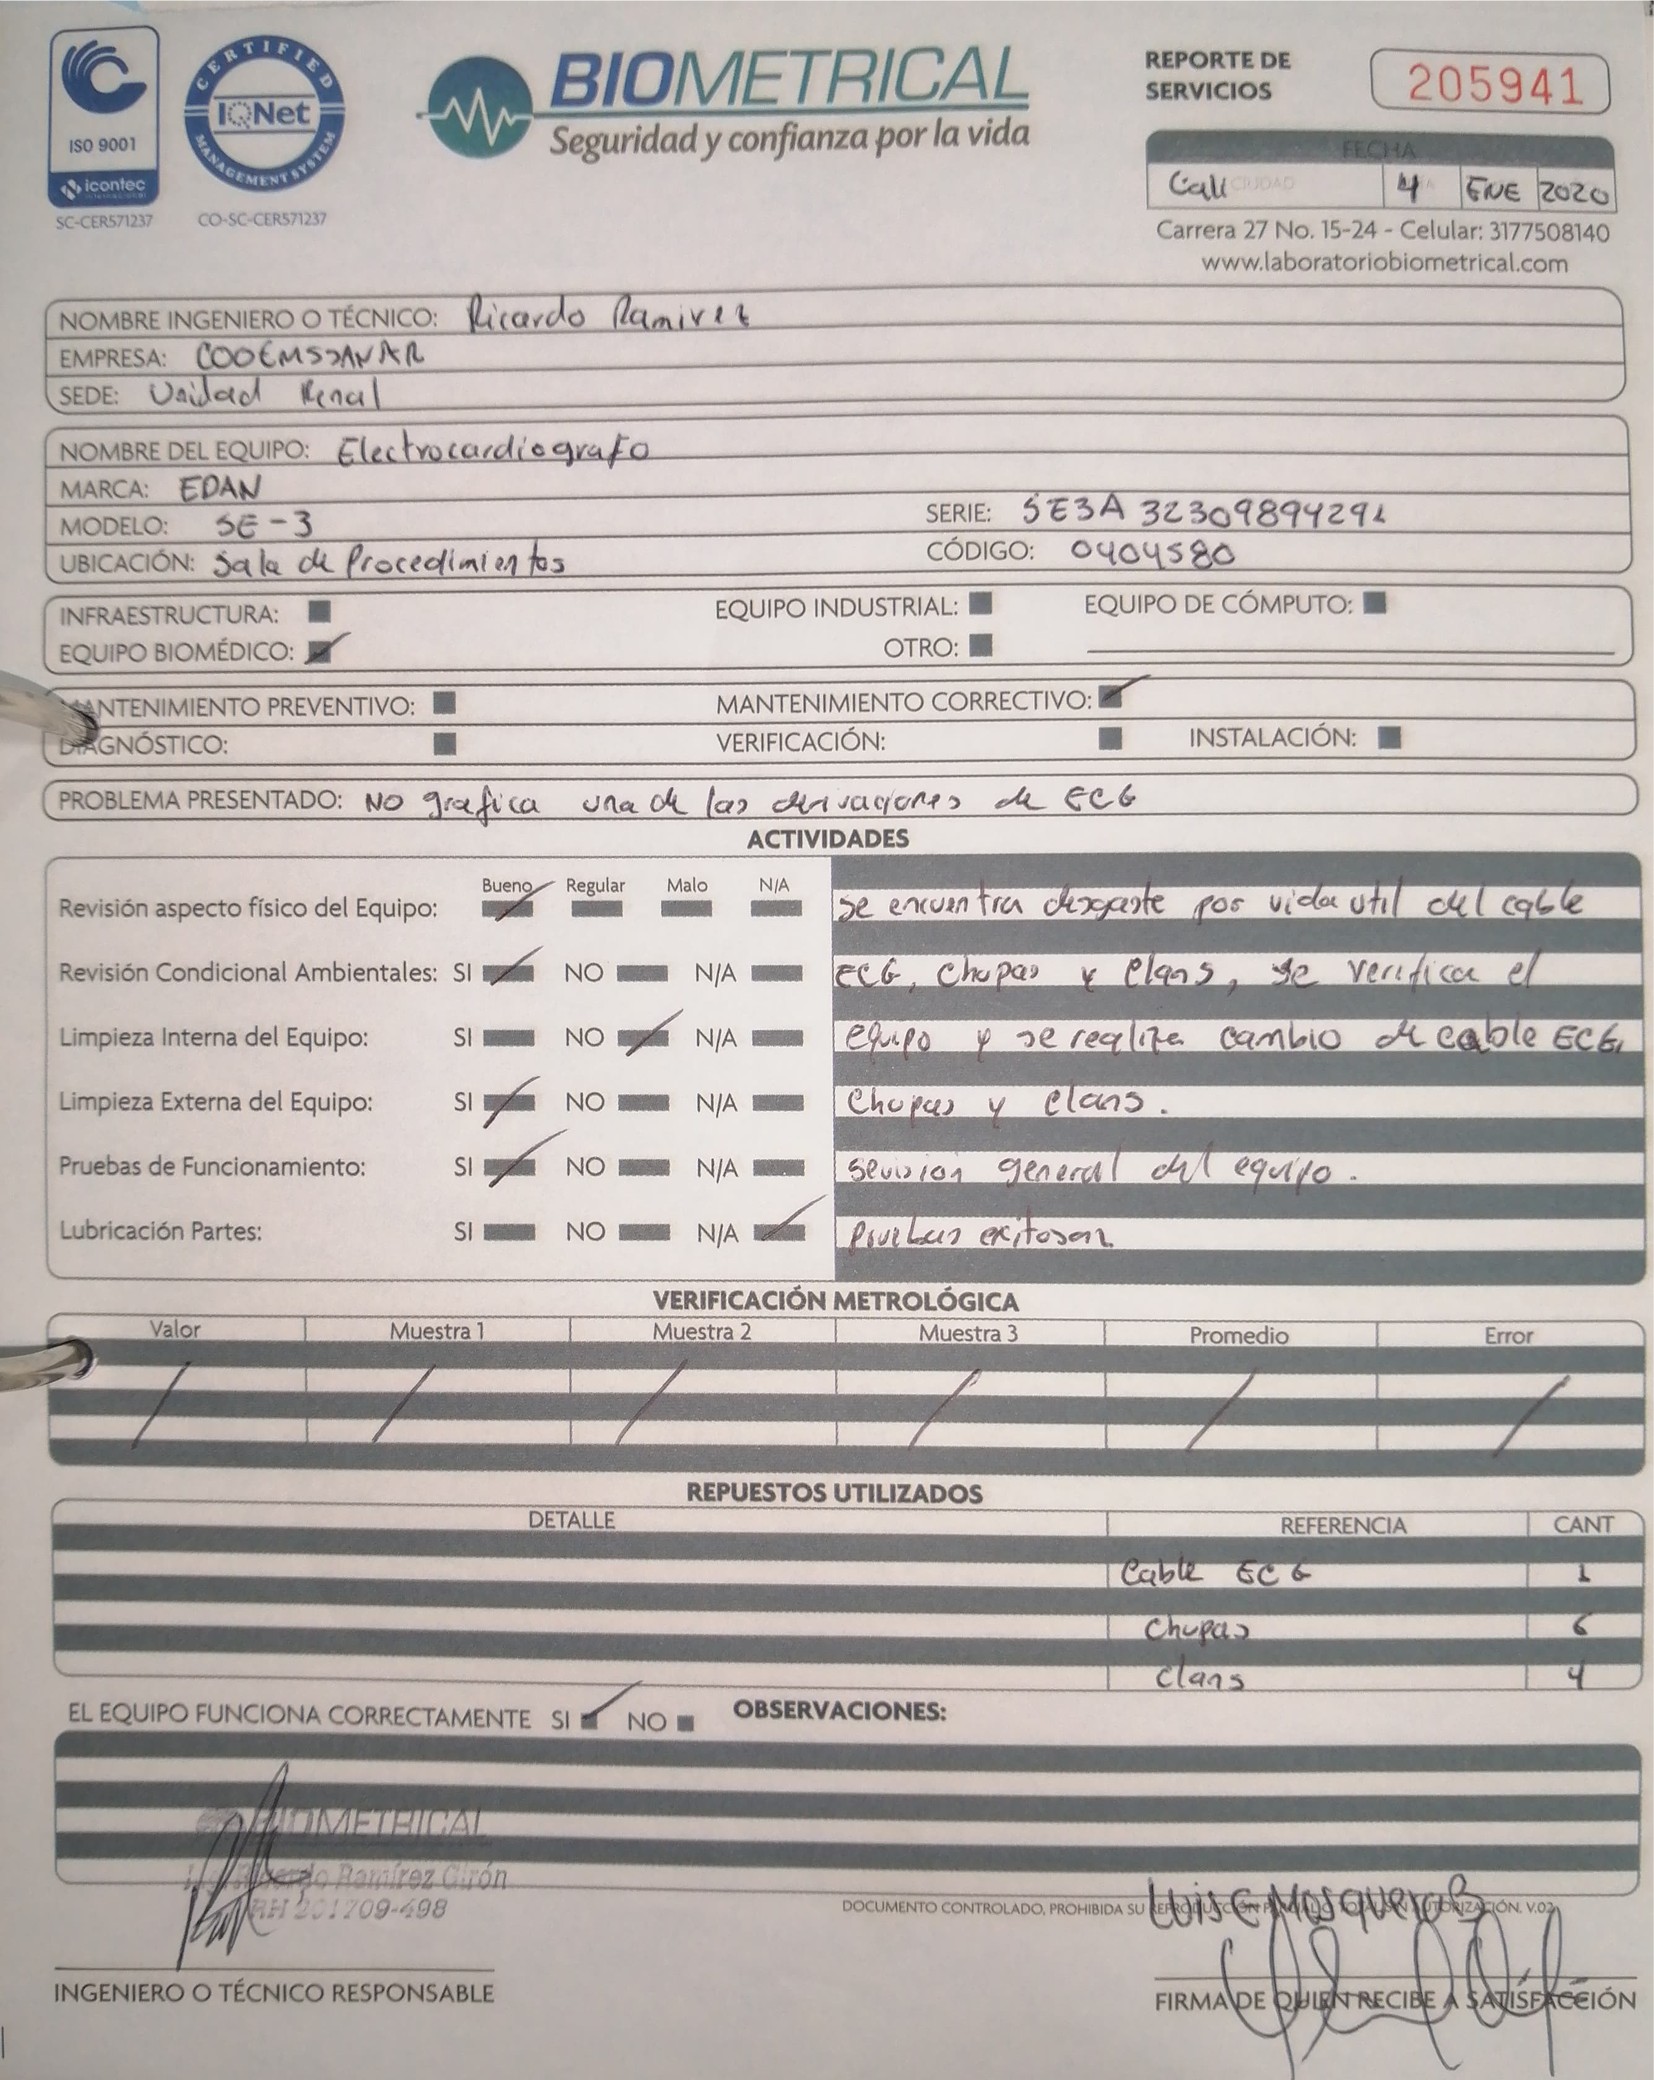 ISO 9001
icontec
INTERNACIONAL
SC-CER571237
CERTIFIED
IQNet
MANAGEMENT SYSTEM
CO-SC-CER571237
BIOMETRICAL
Seguridad y confianza por la vida
REPORTE DE SERVICIOS
205941
FECHA
Cali CIUDAD 4 ENE 2020
Carrera 27 No. 15-24 - Celular: 3177508140
www.laboratoriobiometrical.com
NOMBRE INGENIERO O TÉCNICO: Ricardo Ramirez
EMPRESA: COOEMSSANAR
SEDE: Unidad Renal
NOMBRE DEL EQUIPO: Electrocardiografo
MARCA: EDAN
MODELO: SE-3 SERIE: SE3A 32309894291
UBICACIÓN: Sala de Procedimientos CÓDIGO: 0404580
INFRAESTRUCTURA: EQUIPO INDUSTRIAL: EQUIPO DE CÓMPUTO:
EQUIPO BIOMÉDICO: OTRO:
MANTENIMIENTO PREVENTIVO: MANTENIMIENTO CORRECTIVO:
DIAGNÓSTICO: VERIFICACIÓN: INSTALACIÓN:
PROBLEMA PRESENTADO: No grafica una de las derivaciones de ECG
ACTIVIDADES
Bueno Regular Malo N/A
Revisión aspecto físico del Equipo: se encuentra desgaste por vida util del cable
Revisión Condicional Ambientales: SI NO N/A ECG, Chupas y Clans, se verifica el
Limpieza Interna del Equipo: SI NO N/A equipo y se realiza cambio de cable ECG,
Limpieza Externa del Equipo: SI NO N/A Chupas y clans.
Pruebas de Funcionamiento: SI NO N/A general del equipo.
Lubricación Partes: SI NO N/A Pruebas exitosas
VERIFICACIÓN METROLÓGICA
Valor Muestra 1 Muestra 2 Muestra 3 Promedio Error
/ / / / / /
REPUESTOS UTILIZADOS
DETALLE REFERENCIA CANT
Cable ECG 1
Chupas 6
Clans 4
EL EQUIPO FUNCIONA CORRECTAMENTE SI NO OBSERVACIONES:
BIOMETRICAL
Ing. Ricardo Ramírez Girón
RH 201709-498
DOCUMENTO CONTROLADO, PROHIBIDA SU REPRODUCCIÓN PARCIAL O TOTAL SIN AUTORIZACIÓN. V.02
Luis E Mosquera B
INGENIERO O TÉCNICO RESPONSABLE
FIRMA DE QUIEN RECIBE A SATISFACCIÓN